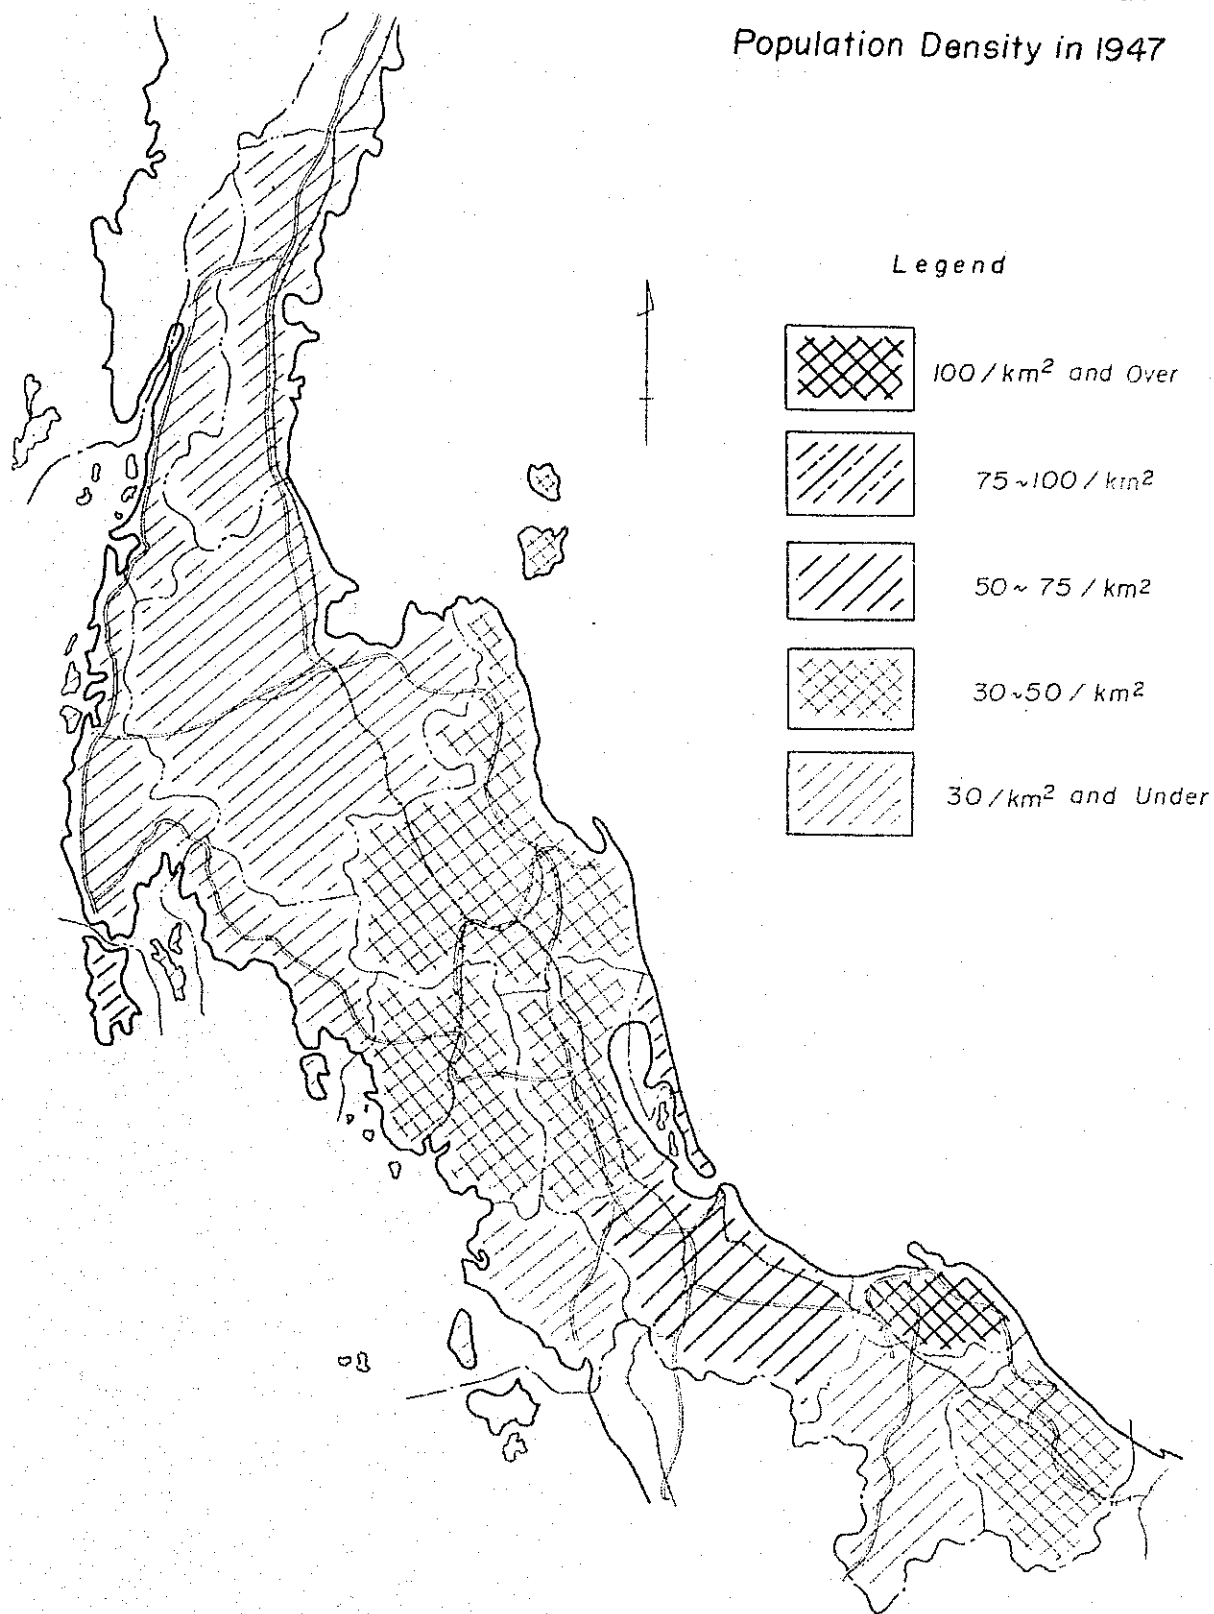 Population Density in 1947
Legend
100/km² and Over
75~100/km²
50~75/km²
30~50/km²
30/km² and Under